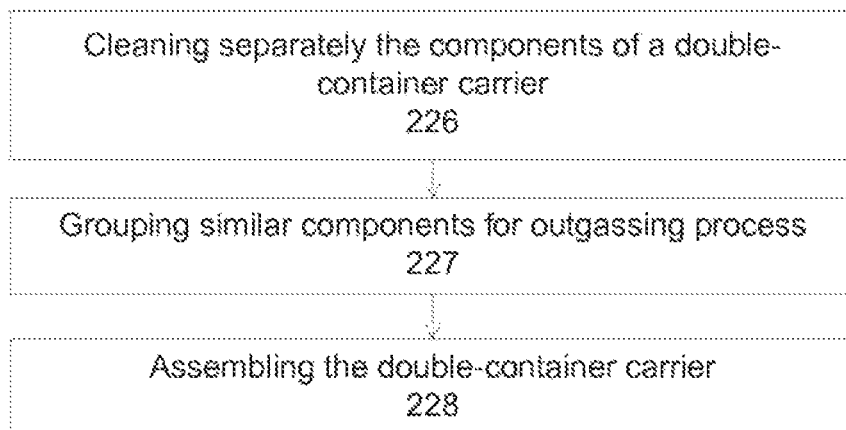 Cleaning separately the components of a double-
container carrier
226
Grouping similar components for outgassing process
227
Assembling the double-container carrier
228